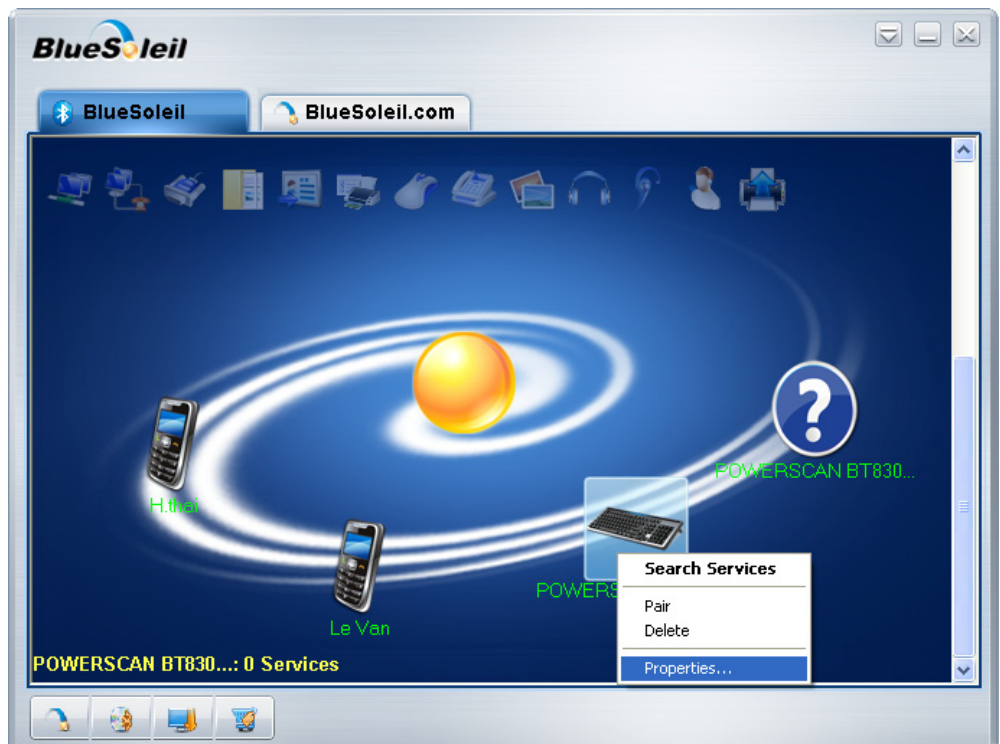 BlueSoleil
BlueSoleil
BlueSoleil.com
POWERSCAN BT830...
H.thai
POWERS
Search Services
Pair
Delete
Properties...
Le Van
POWERSCAN BT830...: 0 Services